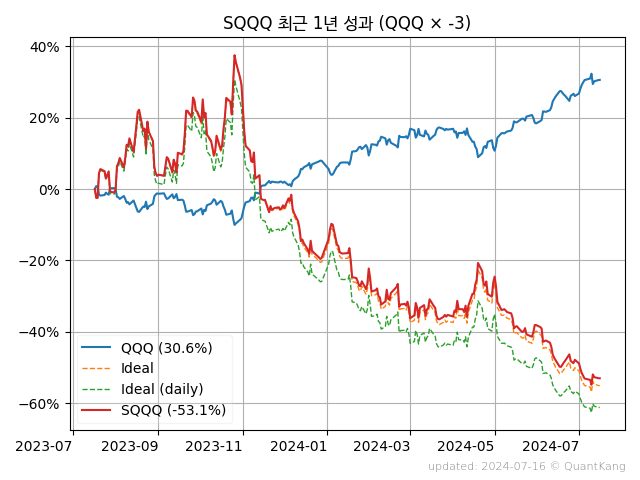 SQQQ 최근 1년 성과 (QQQ × -3)
40%
20%
0%
−20%
−40%
−60%
QQQ (30.6%)
Ideal
Ideal (daily)
SQQQ (-53.1%)
2023-07 2023-09 2023-11 2024-01 2024-03 2024-05 2024-07
updated: 2024-07-16 © QuantKang